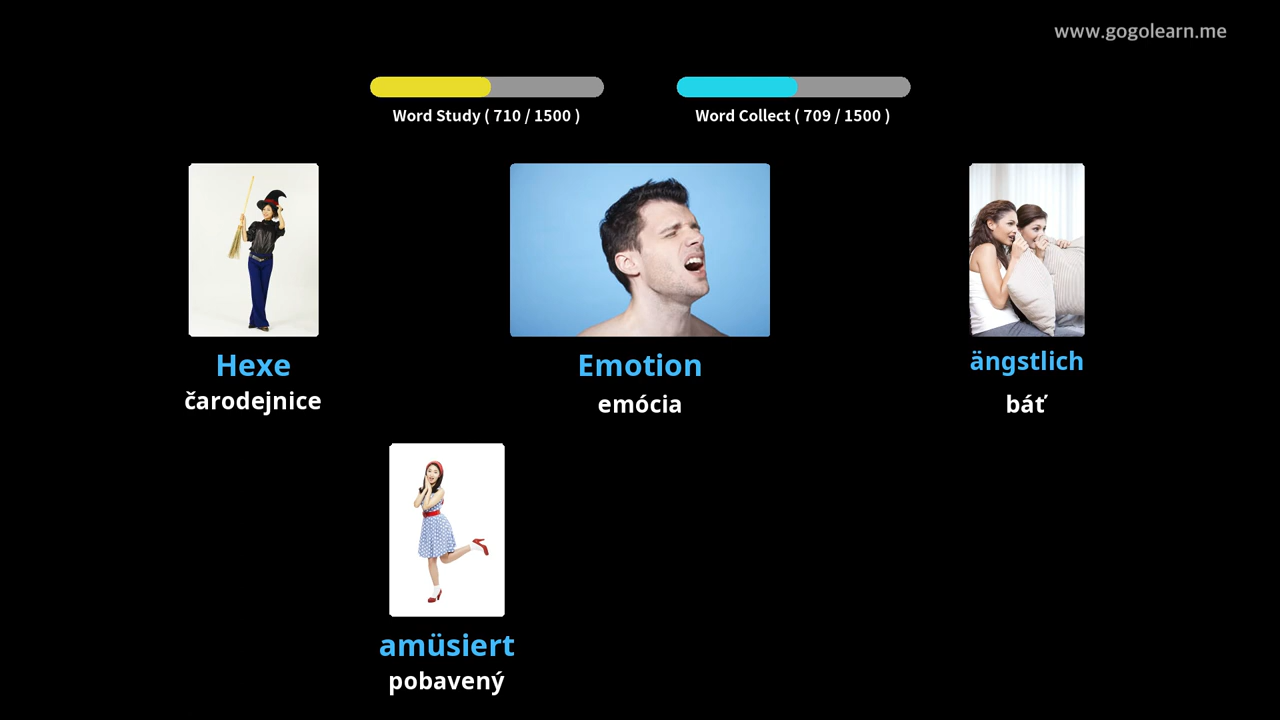 www.gogolearn.me
Word Study ( 710 / 1500 )
Word Collect ( 709 / 1500 )
Hexe
čarodejnice
Emotion
emócia
ängstlich
báť
amüsiert
pobavený